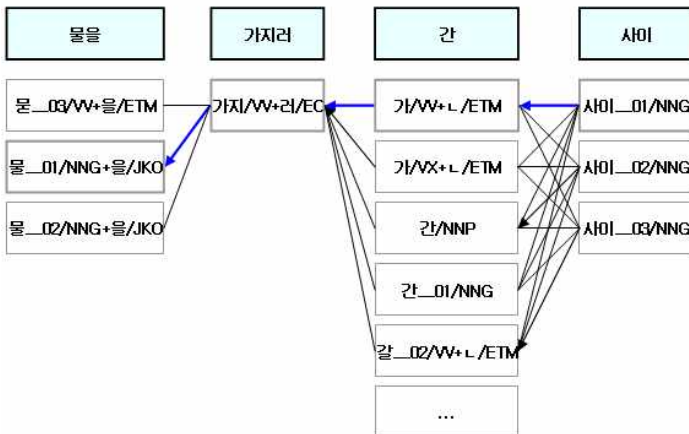 물을 가지러 간 사이
묻__03/VV+을/ETM 가지/VV+러/EC 가/VV+ㄴ/ETM 사이__01/NNG
물__01/NNG+을/JKO 가/VX+ㄴ/ETM 사이__02/NNG
물__02/NNG+을/JKO 간/NNP 사이__03/NNG
간__01/NNG
갈__02/VV+ㄴ/ETM
...